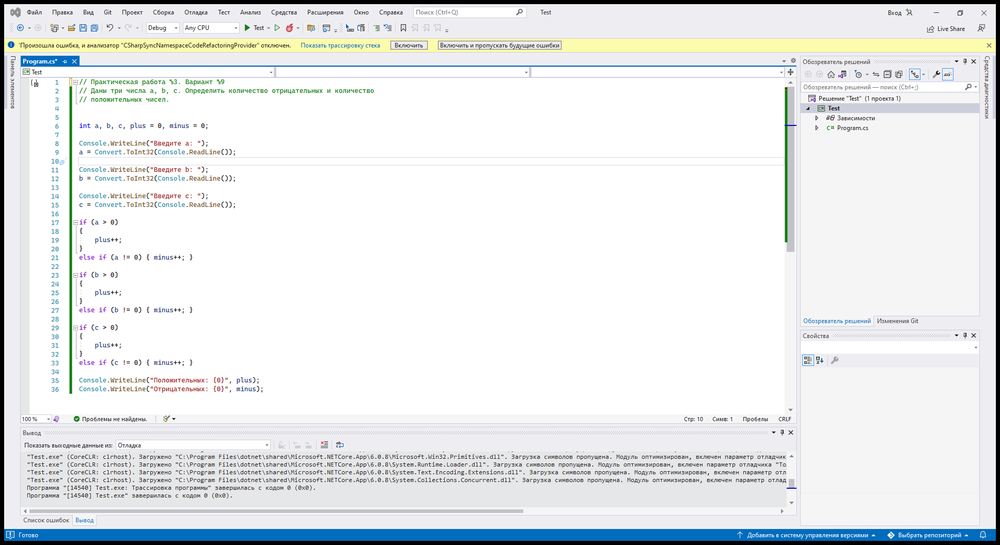 Файл Правка Вид Git Проект Сборка Отладка Тест Анализ Средства Расширения Окно Справка Поиск (Ctrl+Q) Test Вход
Debug Any CPU Test Live Share
'Произошла ошибка, и анализатор "CSharpSyncNamespaceCodeRefactoringProvider" отключен. Показать трассировку стека Включить Включить и пропускать будущие ошибки
Панель элементов
Program.cs*
Test
1 // Практическая работа %3. Вариант %9
2 // Даны три числа a, b, c. Определить количество отрицательных и количество
3 // положительных чисел.
4
5
6 int a, b, c, plus = 0, minus = 0;
7
8 Console.WriteLine("Введите a: ");
9 a = Convert.ToInt32(Console.ReadLine());
10
11 Console.WriteLine("Введите b: ");
12 b = Convert.ToInt32(Console.ReadLine());
13
14 Console.WriteLine("Введите c: ");
15 c = Convert.ToInt32(Console.ReadLine());
16
17 if (a > 0)
18 {
19 plus++;
20 }
21 else if (a != 0) { minus++; }
22
23 if (b > 0)
24 {
25 plus++;
26 }
27 else if (b != 0) { minus++; }
28
29 if (c > 0)
30 {
31 plus++;
32 }
33 else if (c != 0) { minus++; }
34
35 Console.WriteLine("Положительных: {0}", plus);
36 Console.WriteLine("Отрицательных: {0}", minus);
100 % Проблемы не найдены. Стр: 10 Симв: 1 Пробелы CRLF
Вывод
Показать выходные данные из: Отладка
"Test.exe" (CoreCLR: clrhost). Загружено "C:\Program Files\dotnet\shared\Microsoft.NETCore.App\6.0.8\Microsoft.Win32.Primitives.dll". Загрузка символов пропущена. Модуль оптимизирован, включен параметр отладчик
"Test.exe" (CoreCLR: clrhost). Загружено "C:\Program Files\dotnet\shared\Microsoft.NETCore.App\6.0.8\System.Runtime.Loader.dll". Загрузка символов пропущена. Модуль оптимизирован, включен параметр отладчика "То
"Test.exe" (CoreCLR: clrhost). Загружено "C:\Program Files\dotnet\shared\Microsoft.NETCore.App\6.0.8\System.Text.Encoding.Extensions.dll". Загрузка символов пропущена. Модуль оптимизирован, включен параметр отл
"Test.exe" (CoreCLR: clrhost). Загружено "C:\Program Files\dotnet\shared\Microsoft.NETCore.App\6.0.8\System.Collections.Concurrent.dll". Загрузка символов пропущена. Модуль оптимизирован, включен параметр отлад
Программа "[14540] Test.exe: Трассировка программы" завершилась с кодом 0 (0x0).
Программа "[14540] Test.exe" завершилась с кодом 0 (0x0).
Список ошибок Вывод
Обозреватель решений
Обозреватель решений — поиск (Ctrl+;)
Решение "Test" (1 проекта 1)
C# Test
Зависимости
C# Program.cs
Обозреватель решений Изменения Git
Свойства
Средства диагностики
Готово Добавить в систему управления версиями Выбрать репозиторий